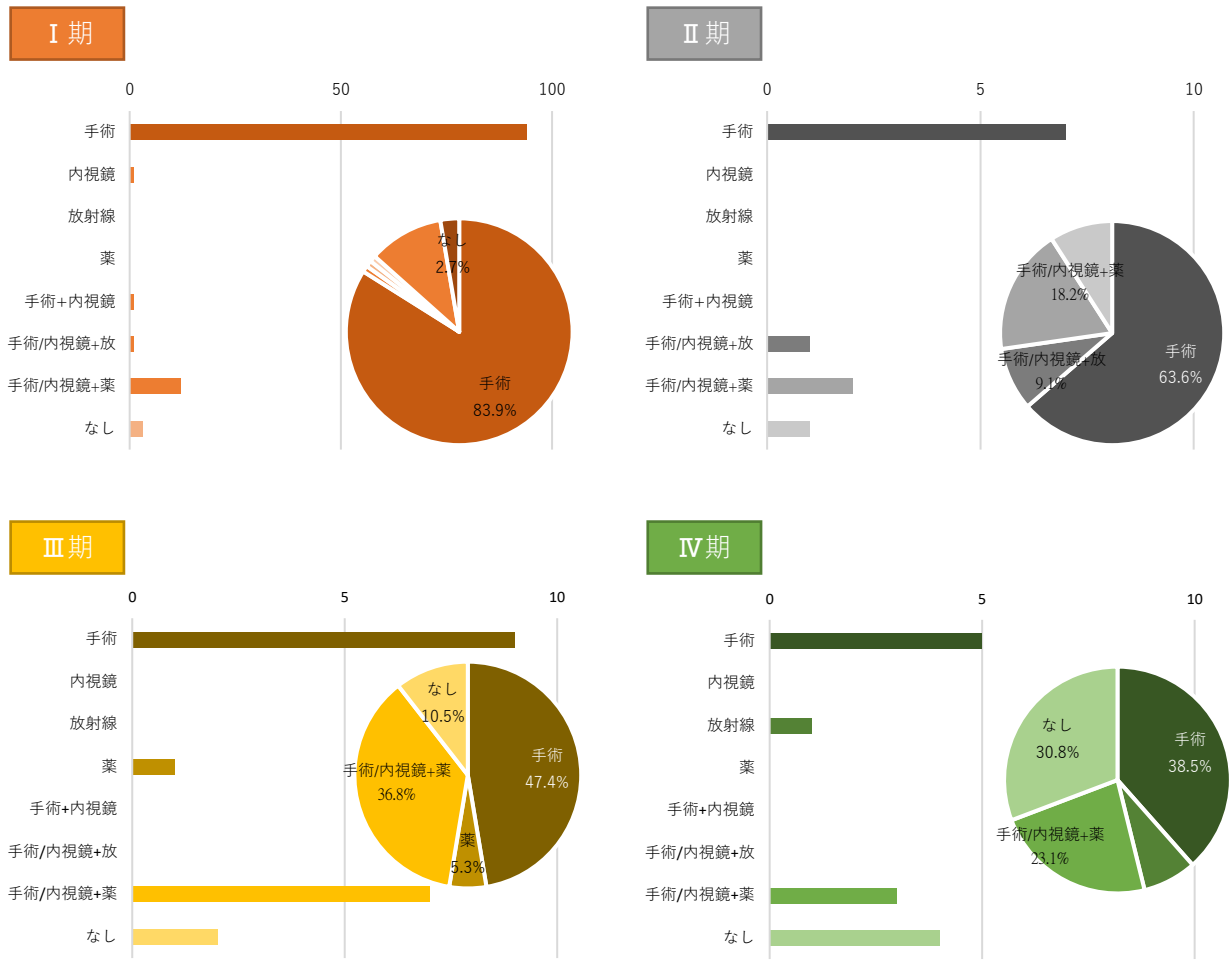 Ⅰ 期
0 50 100
手術
内視鏡
放射線
薬
手術+内視鏡
手術/内視鏡+放
手術/内視鏡+薬
なし
なし
2.7%
手術
83.9%
Ⅱ 期
0 5 10
手術
内視鏡
放射線
薬
手術+内視鏡
手術/内視鏡+放
手術/内視鏡+薬
なし
手術/内視鏡+薬
18.2%
手術/内視鏡+放
9.1%
手術
63.6%
Ⅲ 期
0 5 10
手術
内視鏡
放射線
薬
手術+内視鏡
手術/内視鏡+放
手術/内視鏡+薬
なし
なし
10.5%
手術
47.4%
手術/内視鏡+薬
36.8%
薬
5.3%
Ⅳ 期
0 5 10
手術
内視鏡
放射線
薬
手術+内視鏡
手術/内視鏡+放
手術/内視鏡+薬
なし
なし
30.8%
手術
38.5%
手術/内視鏡+薬
23.1%